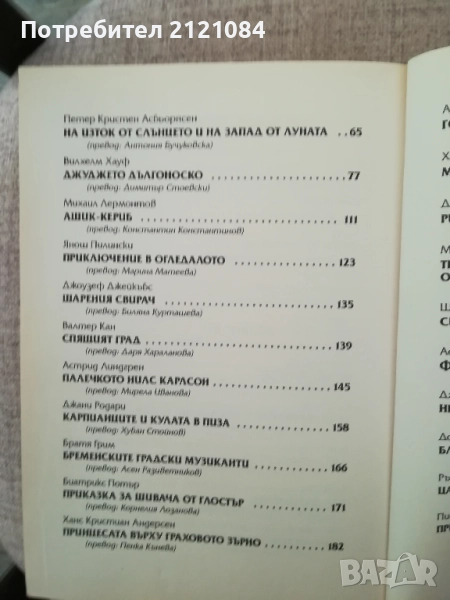 Потребител 2121084
Петер Кристен Асбьорнсен
НА ИЗТОК ОТ СЛЪНЦЕТО И НА ЗАПАД ОТ ЛУНАТА . . 65
(превод: Антония Бучуковска)
Вилхелм Хауф
ДЖУДЖЕТО ДЪЛГОНОСКО . . . . . . . . . . . . 77
(превод: Димитър Стоевски)
Михаил Лермонтов
АШИК-КЕРИБ . . . . . . . . . . . . . . . . . . . . . 111
(превод: Константин Константинов)
Янош Пилински
ПРИКЛЮЧЕНИЕ В ОГЛЕДАЛОТО . . . . . . . . . 123
(превод: Марина Матеева)
Джоузеф Джейкибс
ШАРЕНИЯ СВИРАЧ . . . . . . . . . . . . . . . . . 135
(превод: Биляна Курташева)
Валтер Кан
СПЯЩИЯТ ГРАД . . . . . . . . . . . . . . . . . . . 139
(превод: Даря Хараланова)
Астрид Линдгрен
ПАЛЕЧКОТО НИЛС КАРЛСОН . . . . . . . . . . 145
(превод: Мирела Иванова)
Джани Родари
КАРПИАНЦИТЕ И КУЛАТА В ПИЗА . . . . . . . 158
(превод: Хубан Стойнов)
Братя Грим
БРЕМЕНСКИТЕ ГРАДСКИ МУЗИКАНТИ . . . . . 166
(превод: Асен Разцветников)
Биатрикс Потър
ПРИКАЗКА ЗА ШИВАЧА ОТ ГЛОСТЪР . . . . . . 171
(превод: Корнелия Лозанова)
Ханс Кристиан Андерсен
ПРИНЦЕСАТА ВЪРХУ ГРАХОВОТО ЗЪРНО . . . 182
(превод: Пенка Кънева)
BAZAR